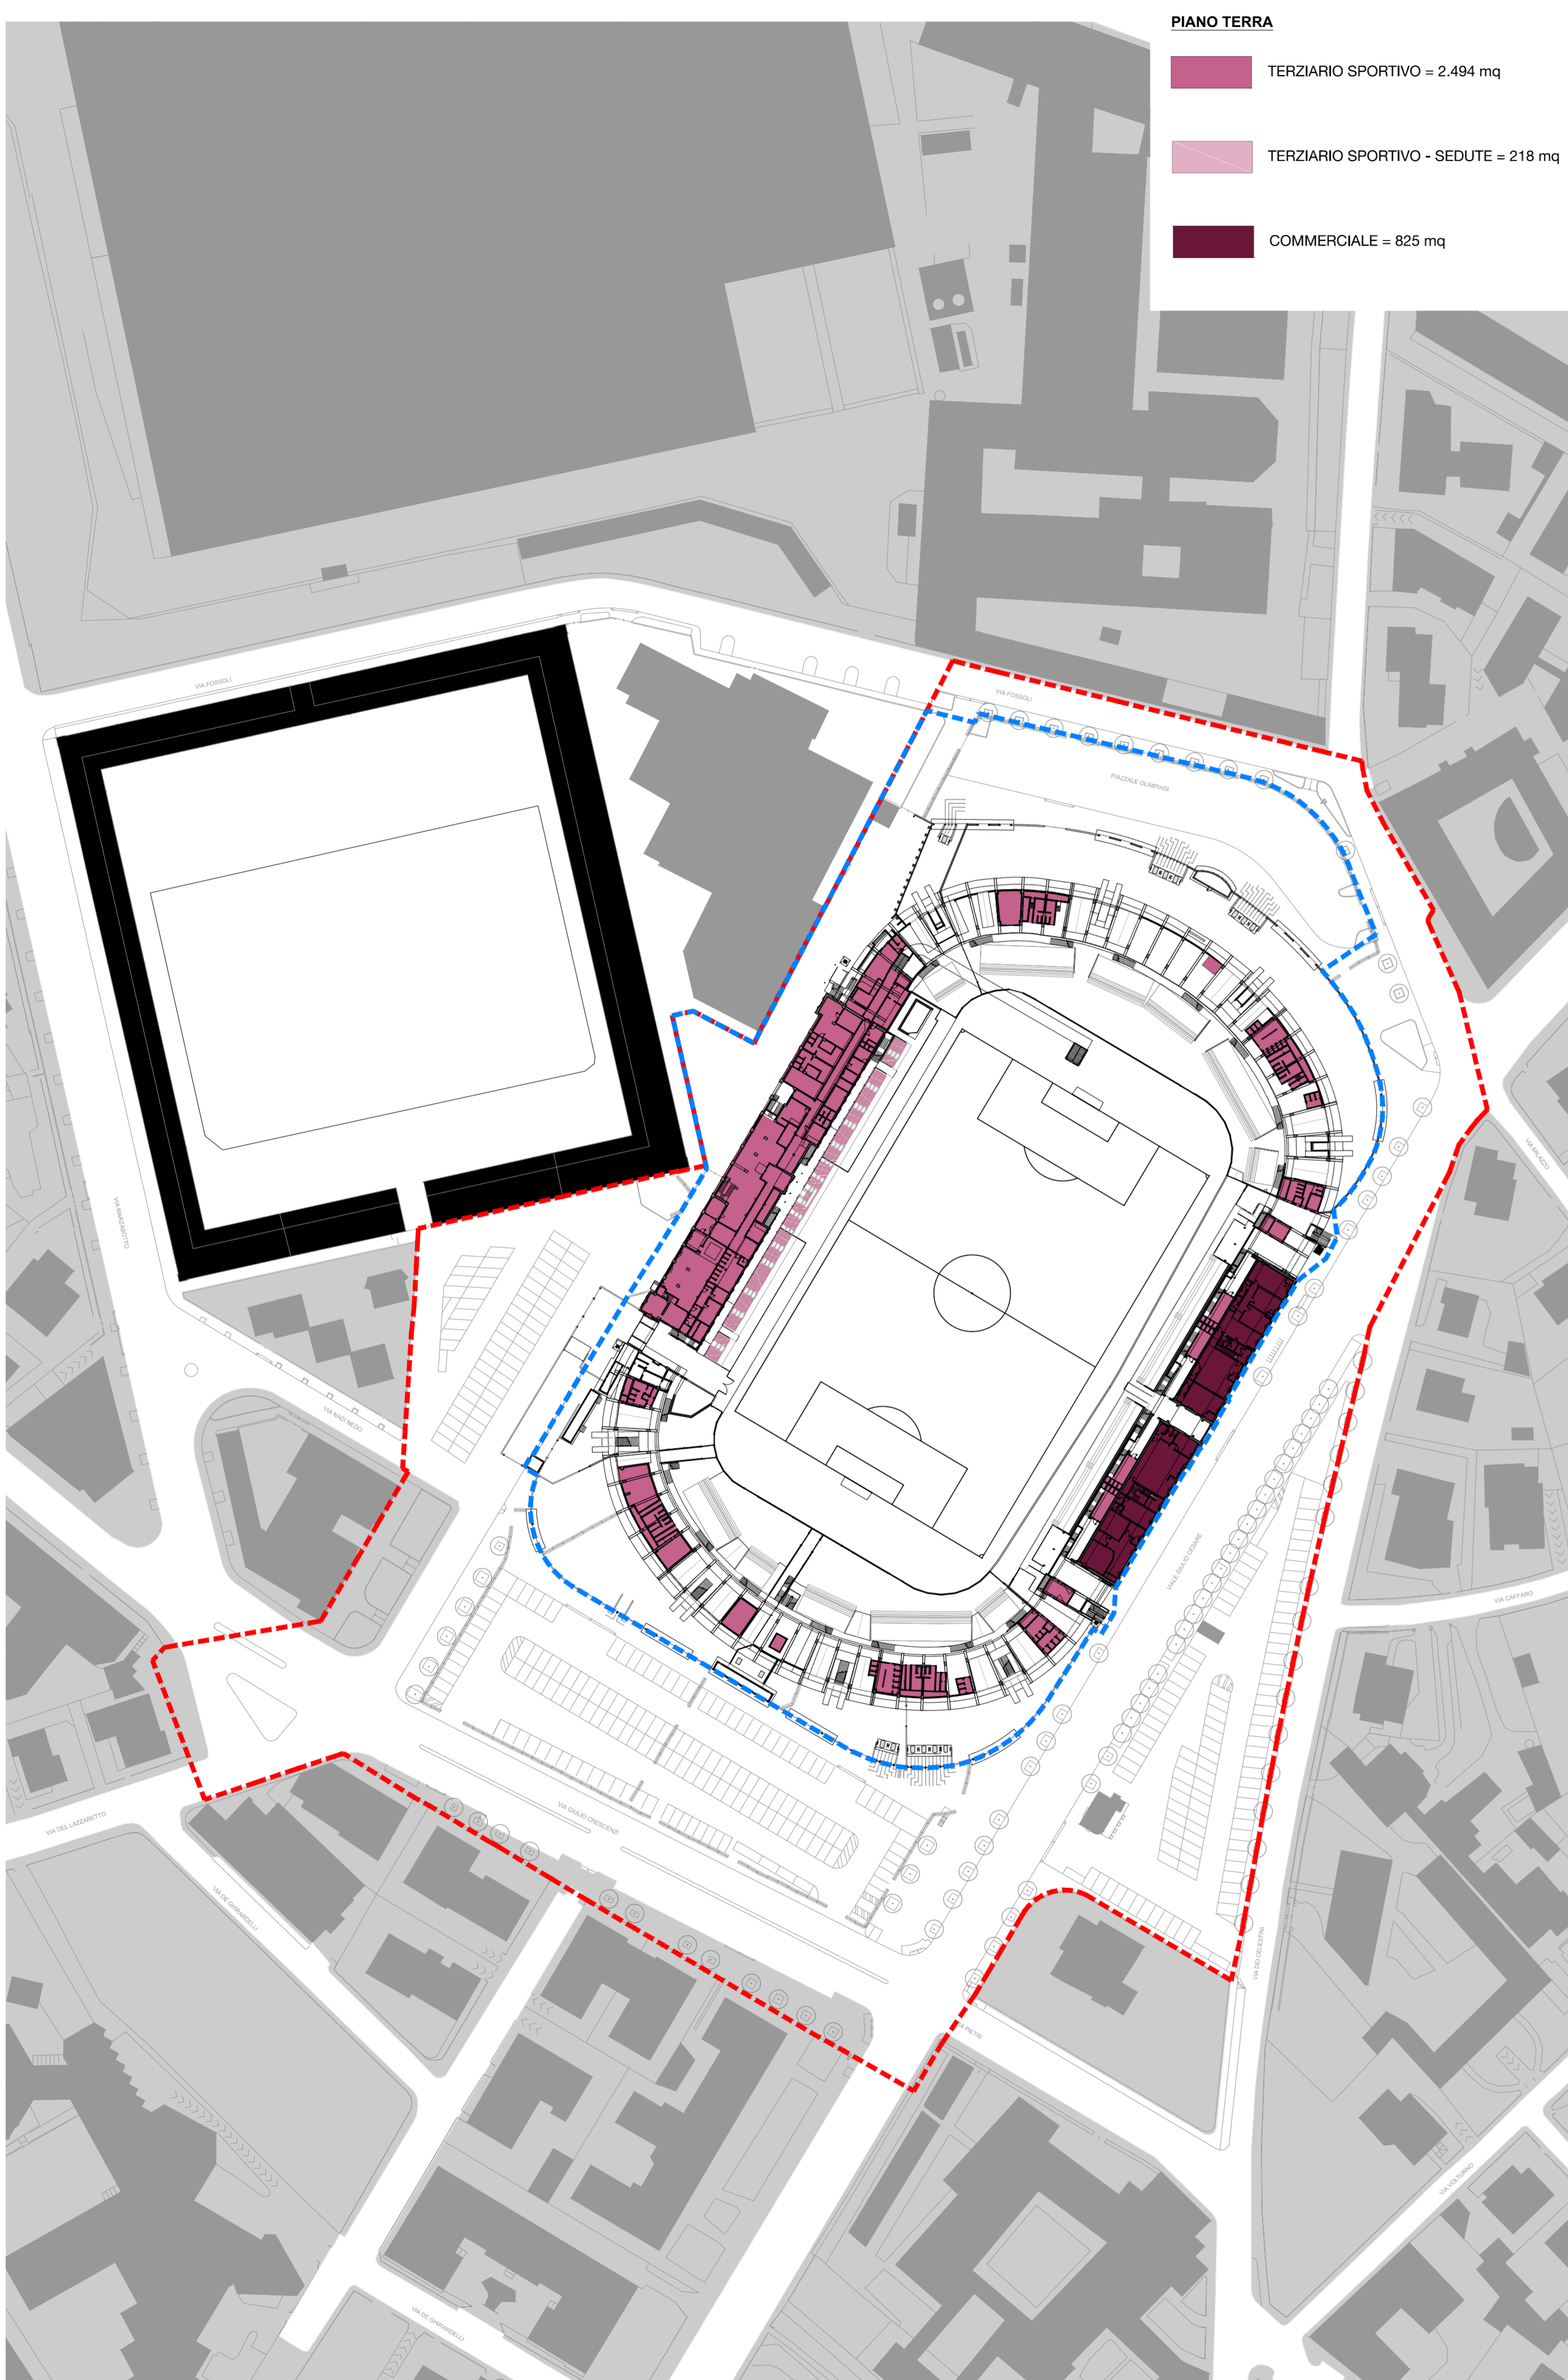 PIANO TERRA
TERZIARIO SPORTIVO = 2.494 mq
TERZIARIO SPORTIVO - SEDUTE = 218 mq
COMMERCIALE = 825 mq
VIA FOSSOLI
VIA FOSSOLI
PIAZZALE OLIMPIADI
VIA MILAZZO
VIA MARZABOTTO
VIA NADI NEDO
VIALE GIULIO CESARE
VIA CAFFARO
VIA GIULIO CRESCENZI
VIA DEL LAZZARETTO
VIA DE GHIRARDELLI
VIA DEI CELESTINI
PIETRI
VIA VOLTURNO
VIA DE GHIRARDELLI